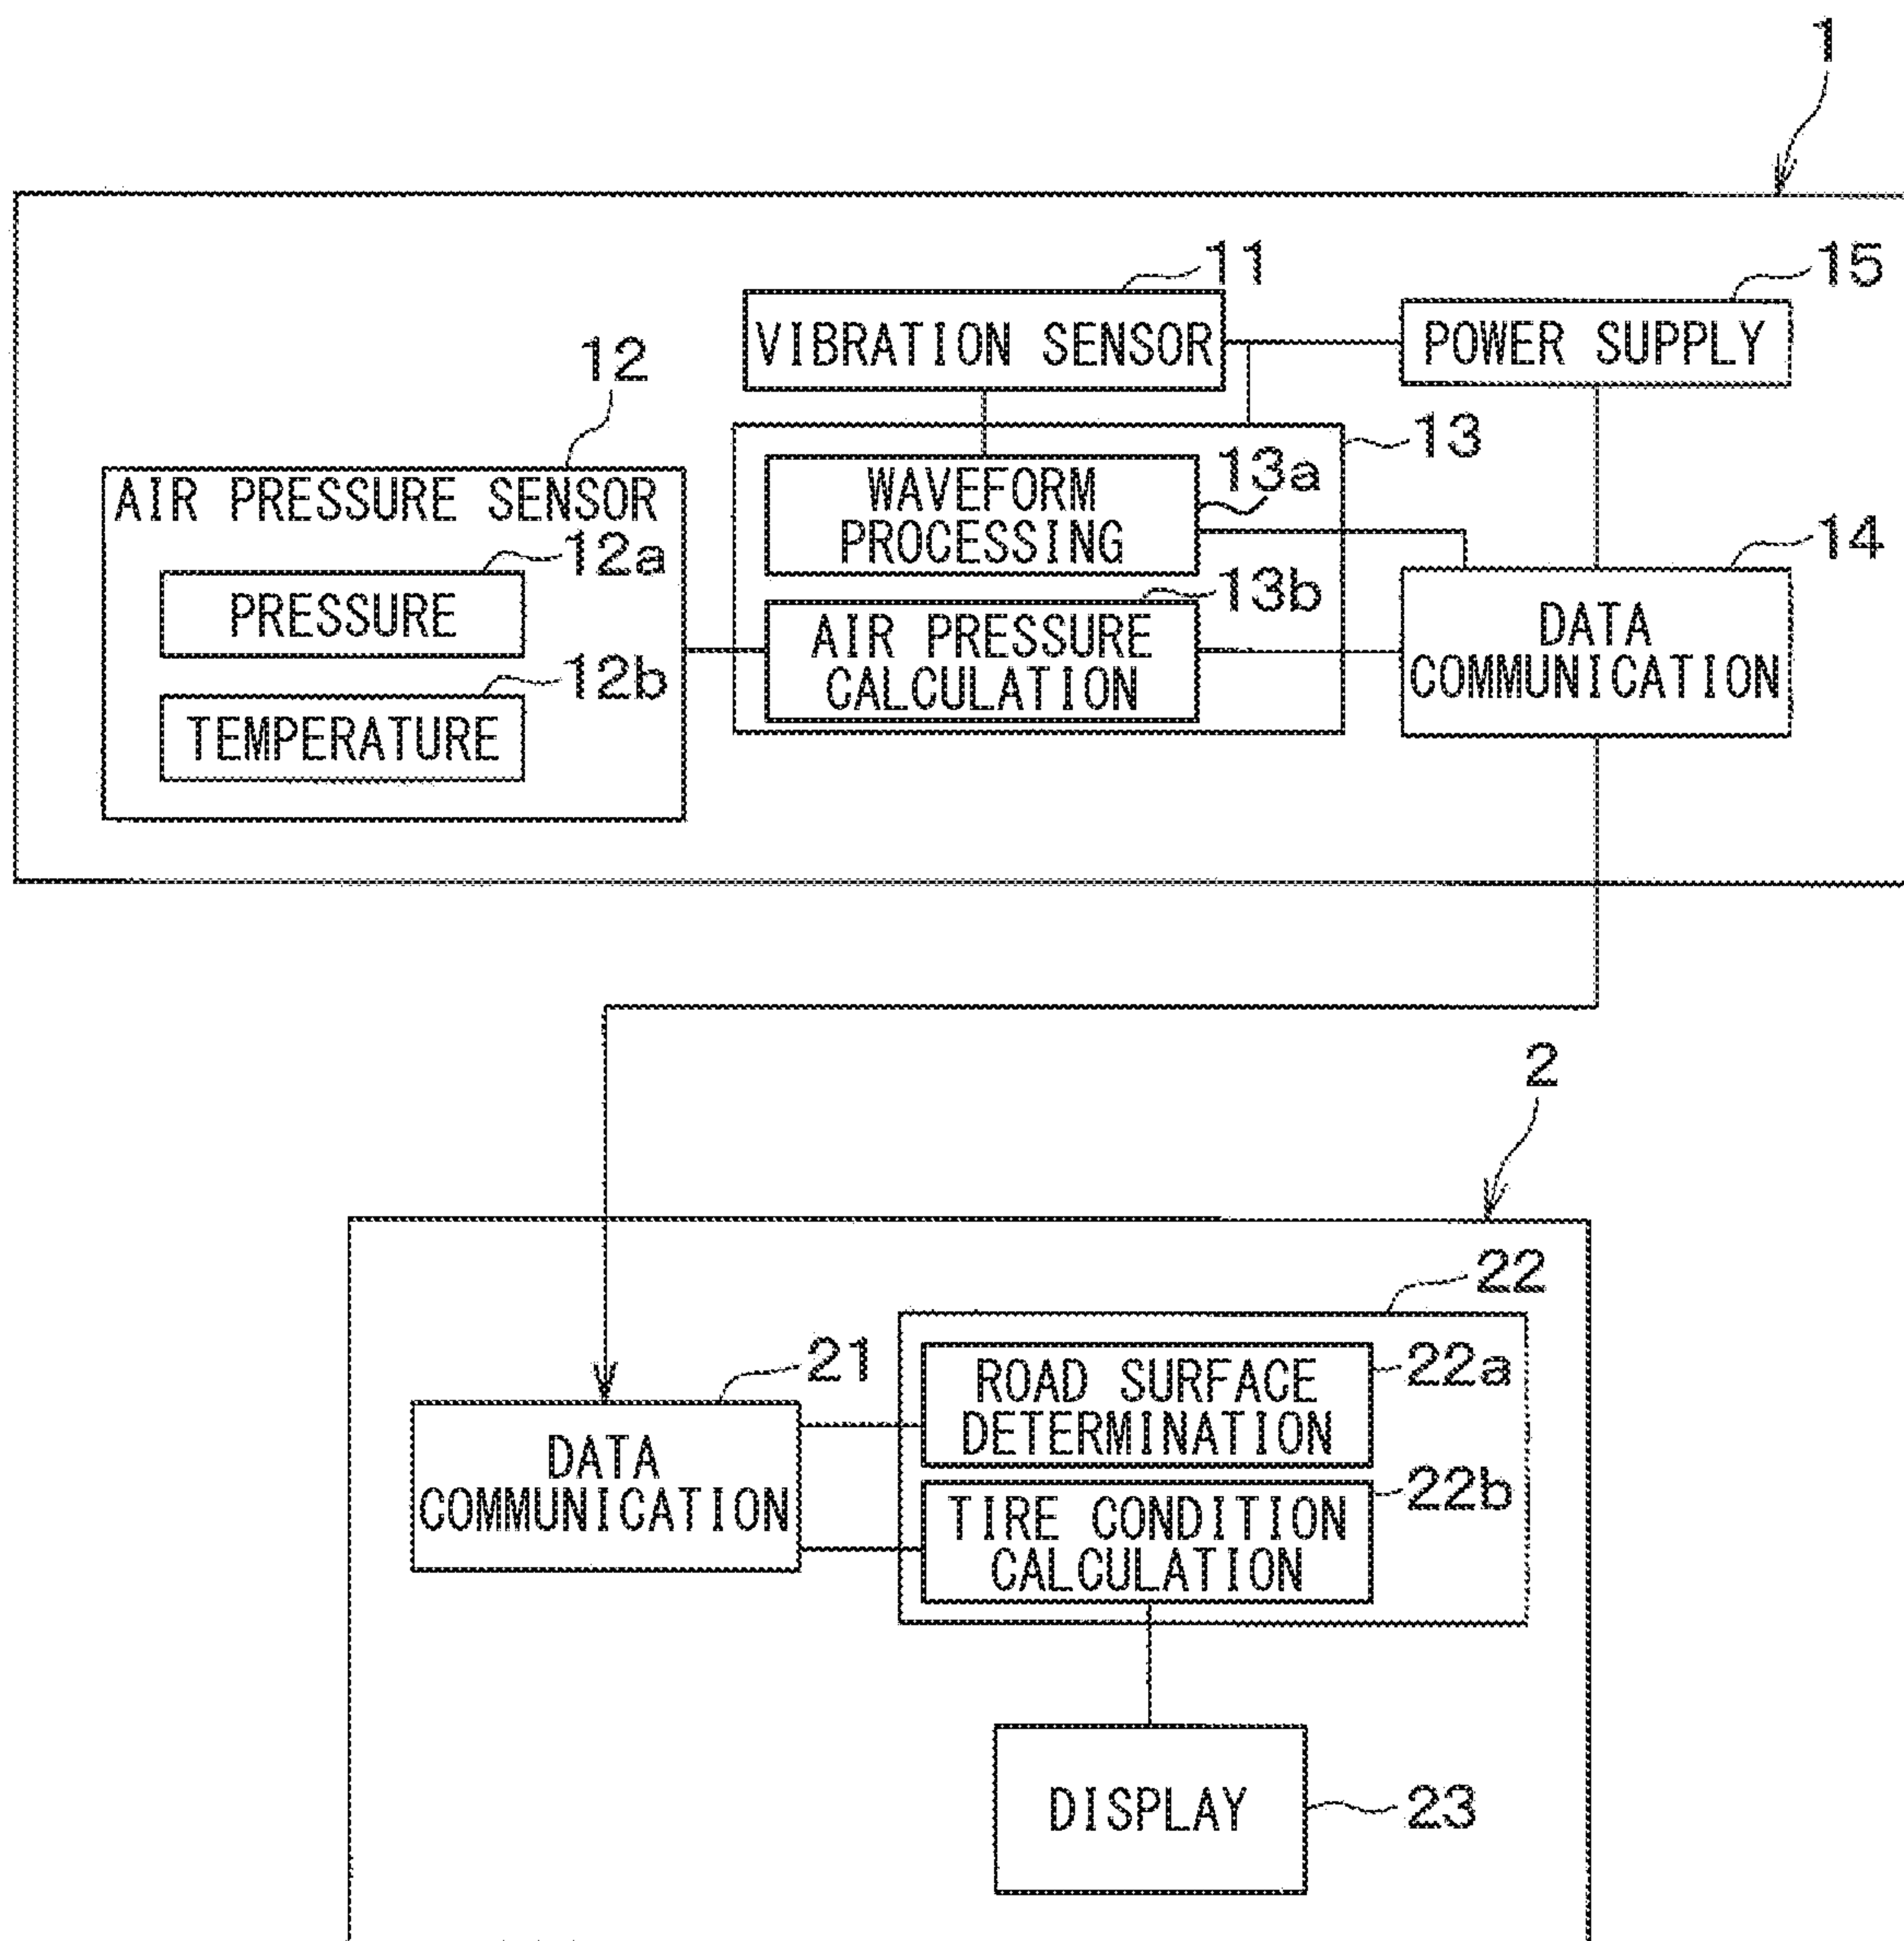 1
11
VIBRATION SENSOR
15
POWER SUPPLY
12
AIR PRESSURE SENSOR
12a
PRESSURE
12b
TEMPERATURE
13
13a
WAVEFORM
PROCESSING
13b
AIR PRESSURE
CALCULATION
14
DATA
COMMUNICATION
2
21
DATA
COMMUNICATION
22
22a
ROAD SURFACE
DETERMINATION
22b
TIRE CONDITION
CALCULATION
DISPLAY
23